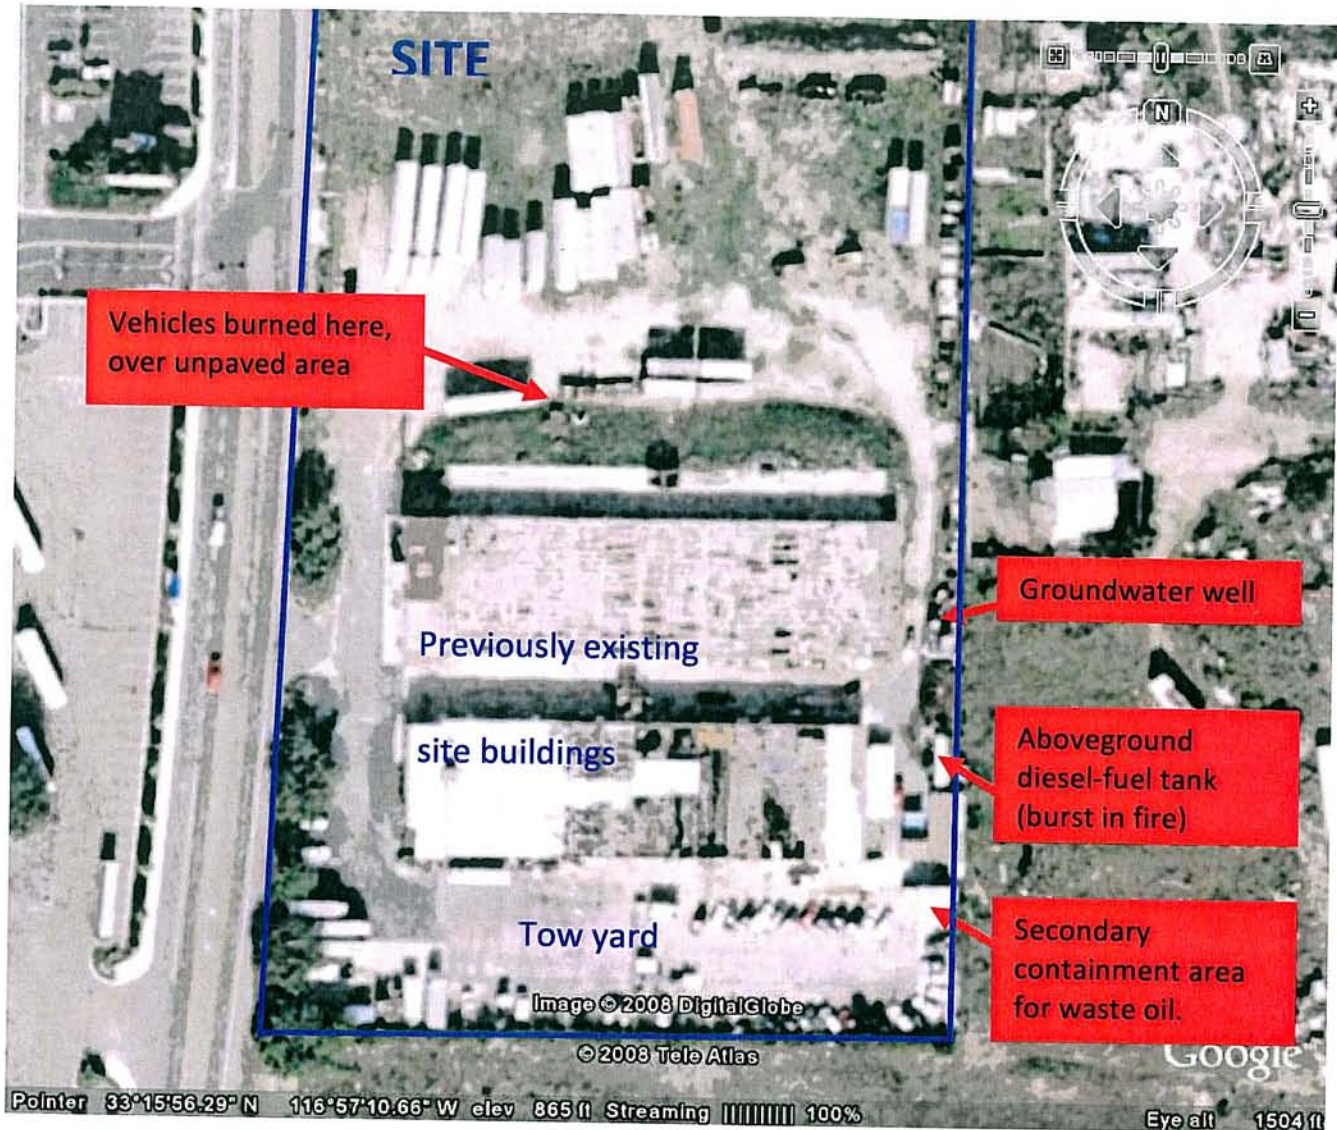 SITE
N
Vehicles burned here,
over unpaved area
Groundwater well
Previously existing
site buildings
Aboveground
diesel-fuel tank
(burst in fire)
Tow yard
Secondary
containment area
for waste oil.
Image © 2008 DigitalGlobe
© 2008 Tele Atlas
Google
Pointer 33°15'56.29" N 116°57'10.66" W elev 865 ft Streaming |||||||||| 100% Eye alt 1504 ft